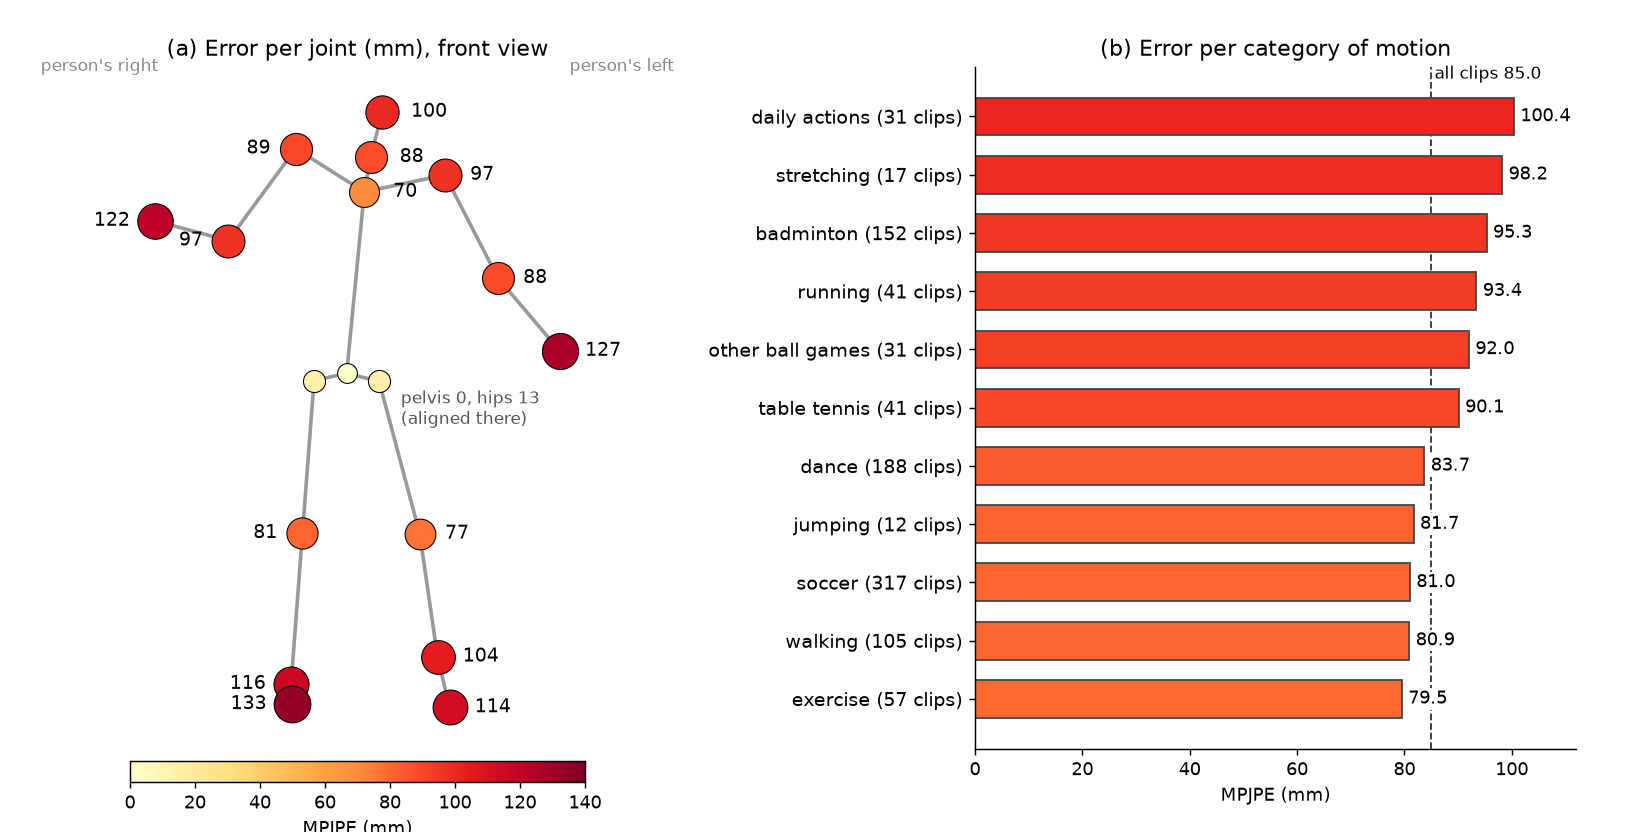 (a) Error per joint (mm), front view
person's right
person's left
100
89
88
97
70
122
97
88
127
pelvis 0, hips 13
(aligned there)
81
77
116
104
133
114
0 20 40 60 80 100 120 140
MPJPE (mm)
(b) Error per category of motion
all clips 85.0
daily actions (31 clips) 100.4
stretching (17 clips) 98.2
badminton (152 clips) 95.3
running (41 clips) 93.4
other ball games (31 clips) 92.0
table tennis (41 clips) 90.1
dance (188 clips) 83.7
jumping (12 clips) 81.7
soccer (317 clips) 81.0
walking (105 clips) 80.9
exercise (57 clips) 79.5
0 20 40 60 80 100
MPJPE (mm)